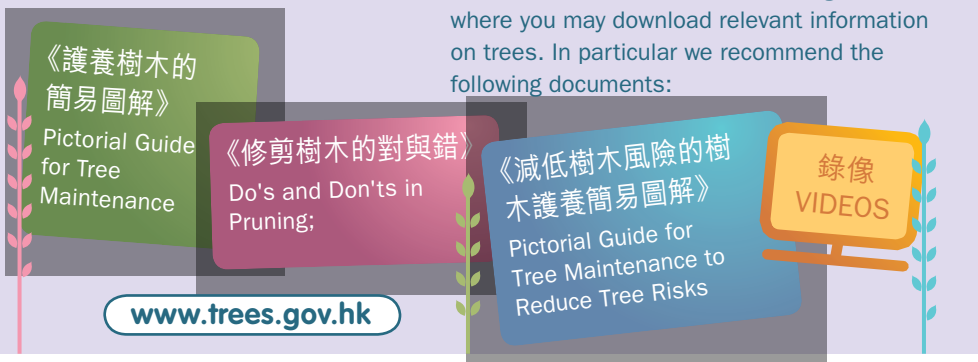 where you may download relevant information
on trees. In particular we recommend the
following documents:
《護養樹木的
簡易圖解》
Pictorial Guide
for Tree
Maintenance
《修剪樹木的對與錯》
Do's and Don'ts in
Pruning;
《減低樹木風險的樹
木護養簡易圖解》
Pictorial Guide for
Tree Maintenance to
Reduce Tree Risks
錄像
VIDEOS
www.trees.gov.hk